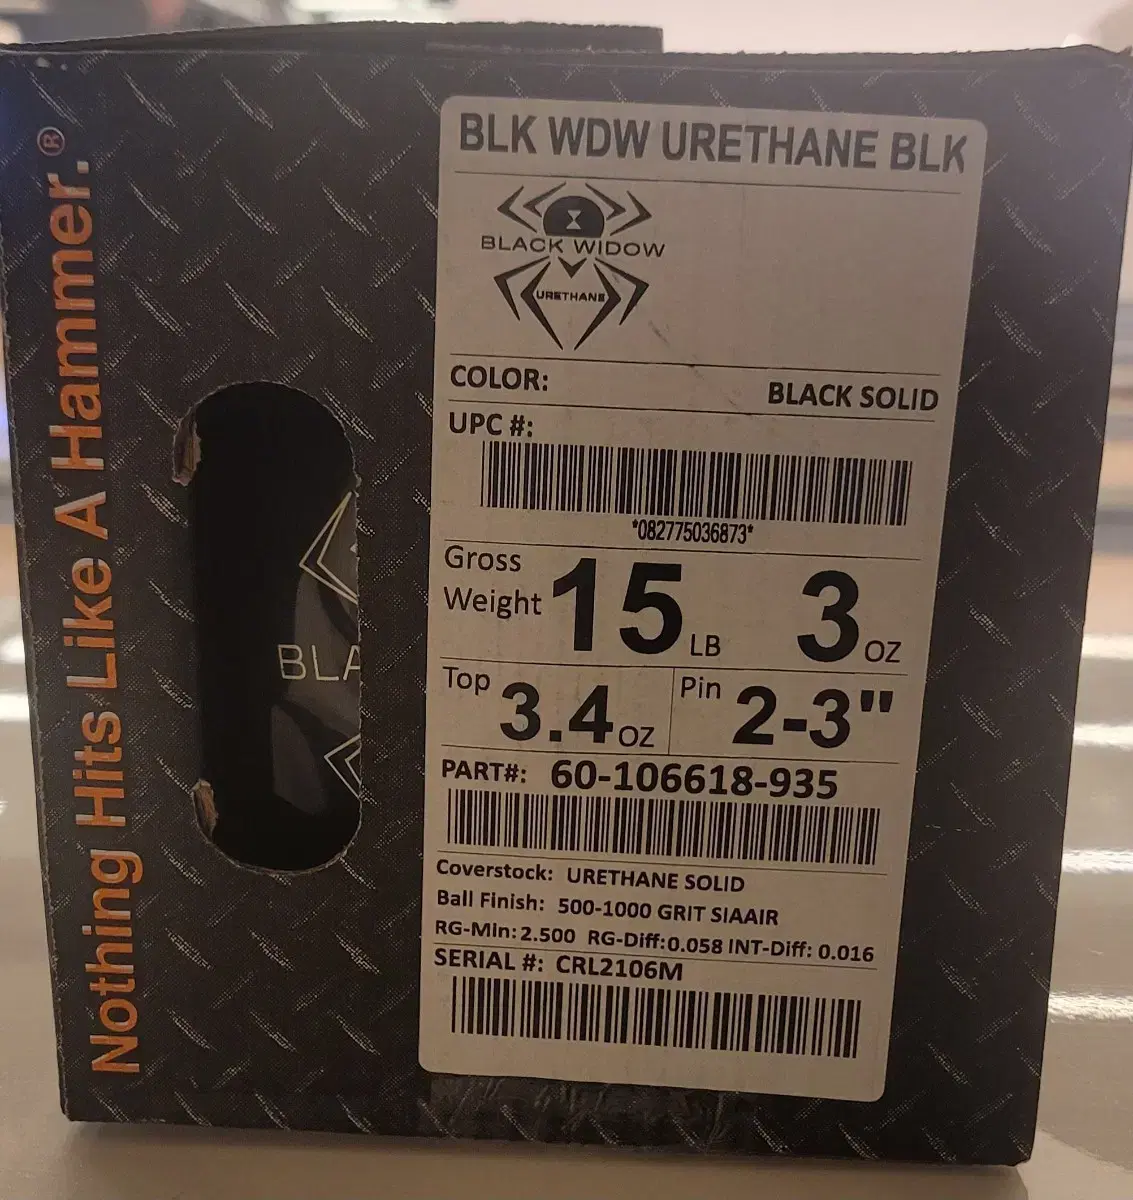 Nothing Hits Like A Hammer.®
BLA
BLK WDW URETHANE BLK
BLACK WIDOW
URETHANE
COLOR: BLACK SOLID
UPC #:
*082775036873*
Gross Weight 15 LB 3 OZ
Top 3.4 OZ Pin 2-3"
PART#: 60-106618-935
Coverstock: URETHANE SOLID
Ball Finish: 500-1000 GRIT SIAAIR
RG-Min: 2.500 RG-Diff: 0.058 INT-Diff: 0.016
SERIAL #: CRL2106M